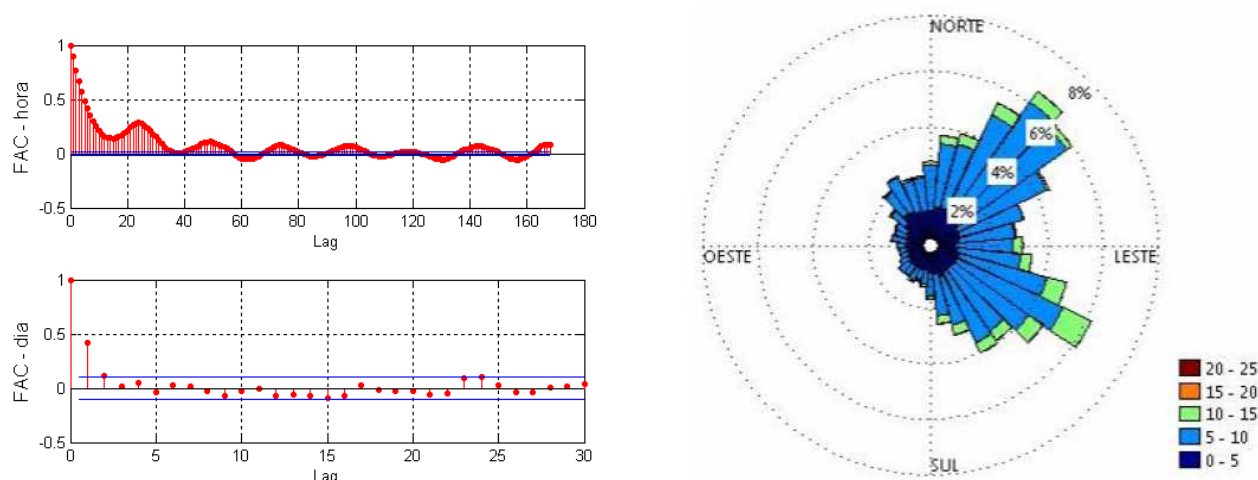 1
0.5
0
-0.5
FAC - hora
0 20 40 60 80 100 120 140 160 180
Lag
1
0.5
0
-0.5
FAC - dia
0 5 10 15 20 25 30
Lag
NORTE
8%
6%
4%
2%
OESTE
LESTE
SUL
20 - 25
15 - 20
10 - 15
5 - 10
0 - 5